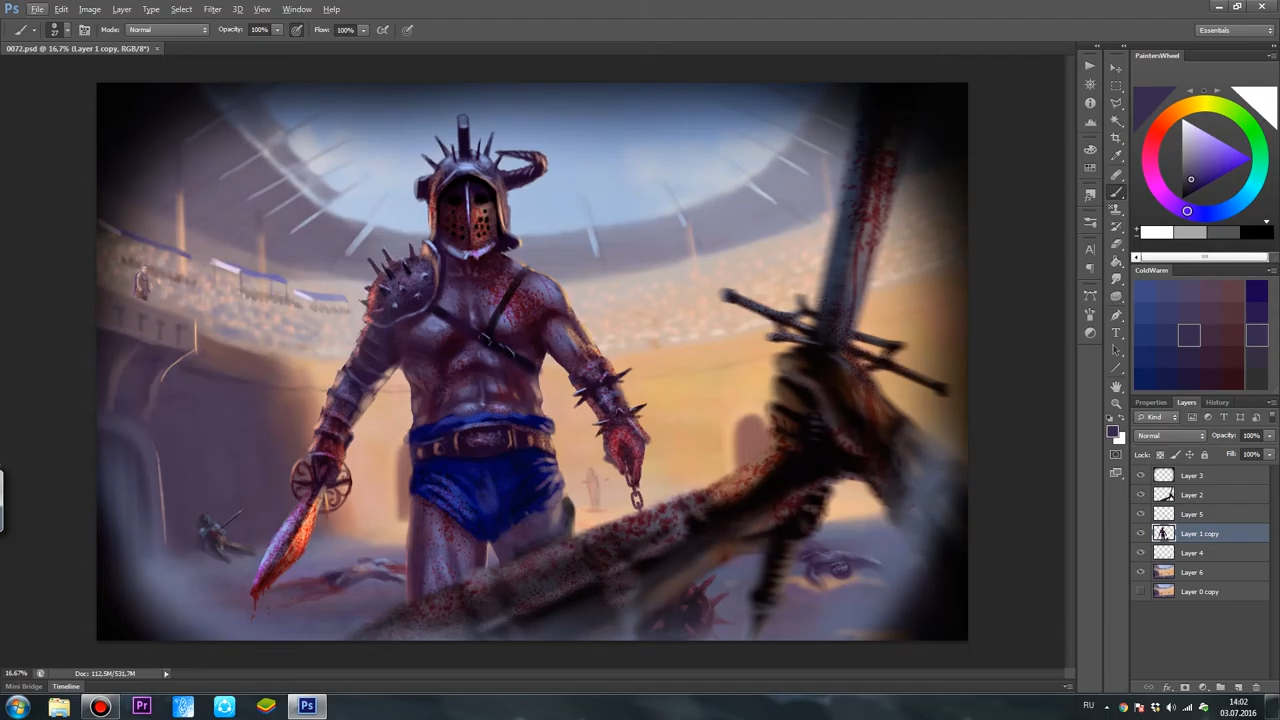 Ps File Edit Image Layer Type Select Filter 3D View Window Help
27 Mode: Normal Opacity: 100% Flow: 100% Essentials
0072.psd @ 16,7% (Layer 1 copy, RGB/8*) ×
PaintersWheel
ColdWarm
Properties Layers History
Kind
Normal Opacity: 100%
Lock: Fill: 100%
Layer 3
Layer 2
Layer 5
Layer 1 copy
Layer 4
Layer 6
Layer 0 copy
16.67% Doc: 112,5M/531,7M
Mini Bridge Timeline
Pr Ps RU 14:02
03.07.2016